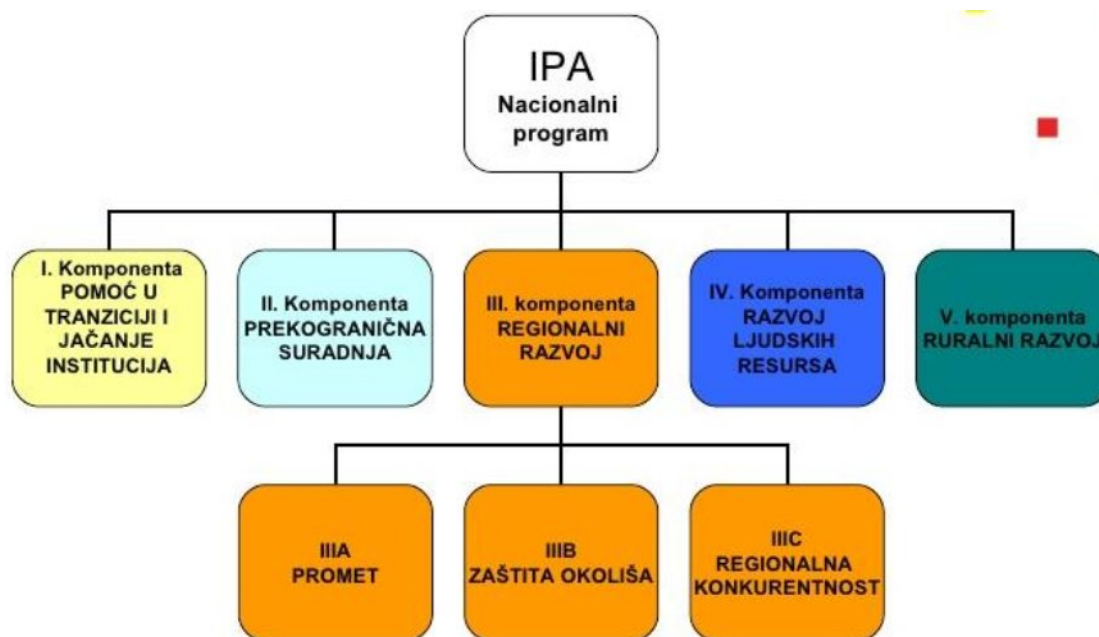 IPA
Nacionalni
program
I. Komponenta
POMOĆ U
TRANZICIJI I
JAČANJE
INSTITUCIJA
II. Komponenta
PREKOGRANIČNA
SURADNJA
III. komponenta
REGIONALNI
RAZVOJ
IV. Komponenta
RAZVOJ
LJUDSKIH
RESURSA
V. komponenta
RURALNI RAZVOJ
IIIA
PROMET
IIIB
ZAŠTITA OKOLIŠA
IIIC
REGIONALNA
KONKURENTNOST